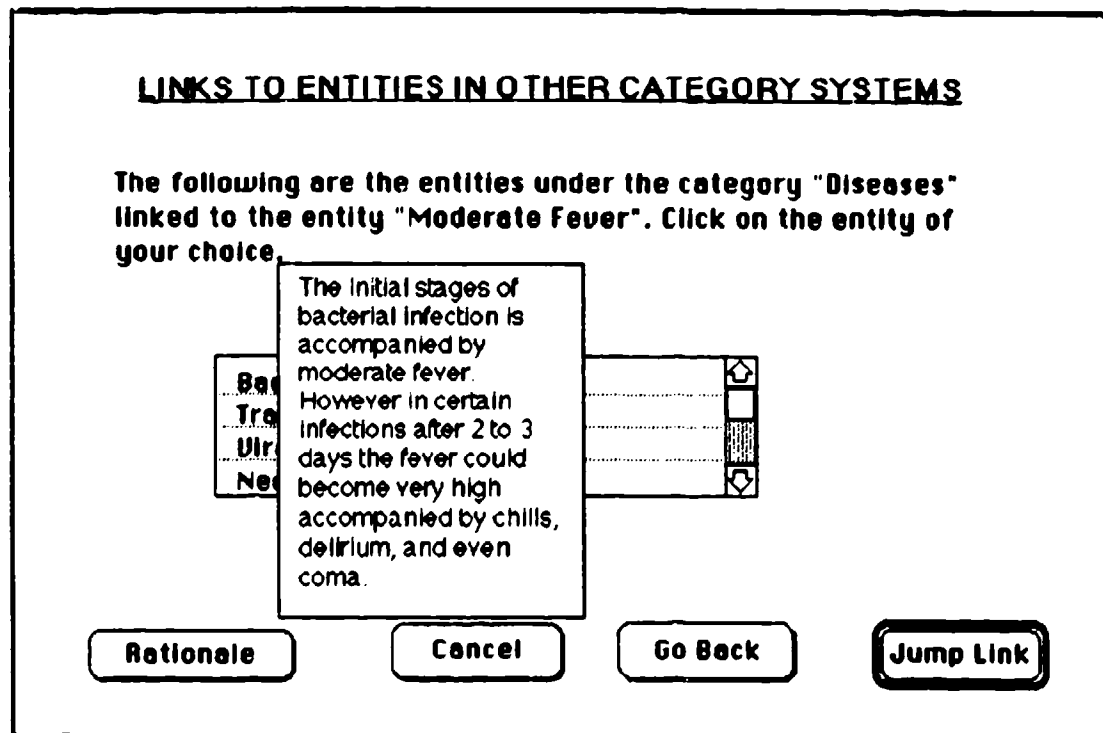 LINKS TO ENTITIES IN OTHER CATEGORY SYSTEMS
The following are the entities under the category "Diseases"
linked to the entity "Moderate Fever". Click on the entity of
your choice.
The initial stages of
bacterial infection is
accompanied by
moderate fever.
However in certain
infections after 2 to 3
days the fever could
become very high
accompanied by chills,
delirium, and even
coma.
Rationale
Cancel
Go Back
Jump Link